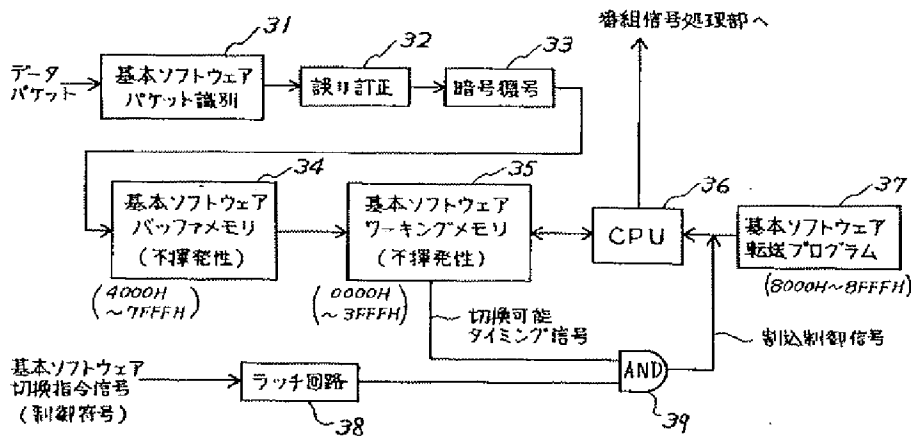 番組信号処理部へ
31
32
33
データ
パケット
基本ソフトウェア
パケット識別
誤り訂正
暗号復号
34
35
36
37
基本ソフトウェア
バッファメモリ
(不揮発性)
基本ソフトウェア
ワーキングメモリ
(不揮発性)
CPU
基本ソフトウェア
転送プログラム
(4000H
~7FFFH)
(0000H
~3FFFH)
(8000H~8FFFH)
切換可能
タイミング信号
割込制御信号
基本ソフトウェア
切換指令信号
(制御符号)
ラッチ回路
AND
38
39